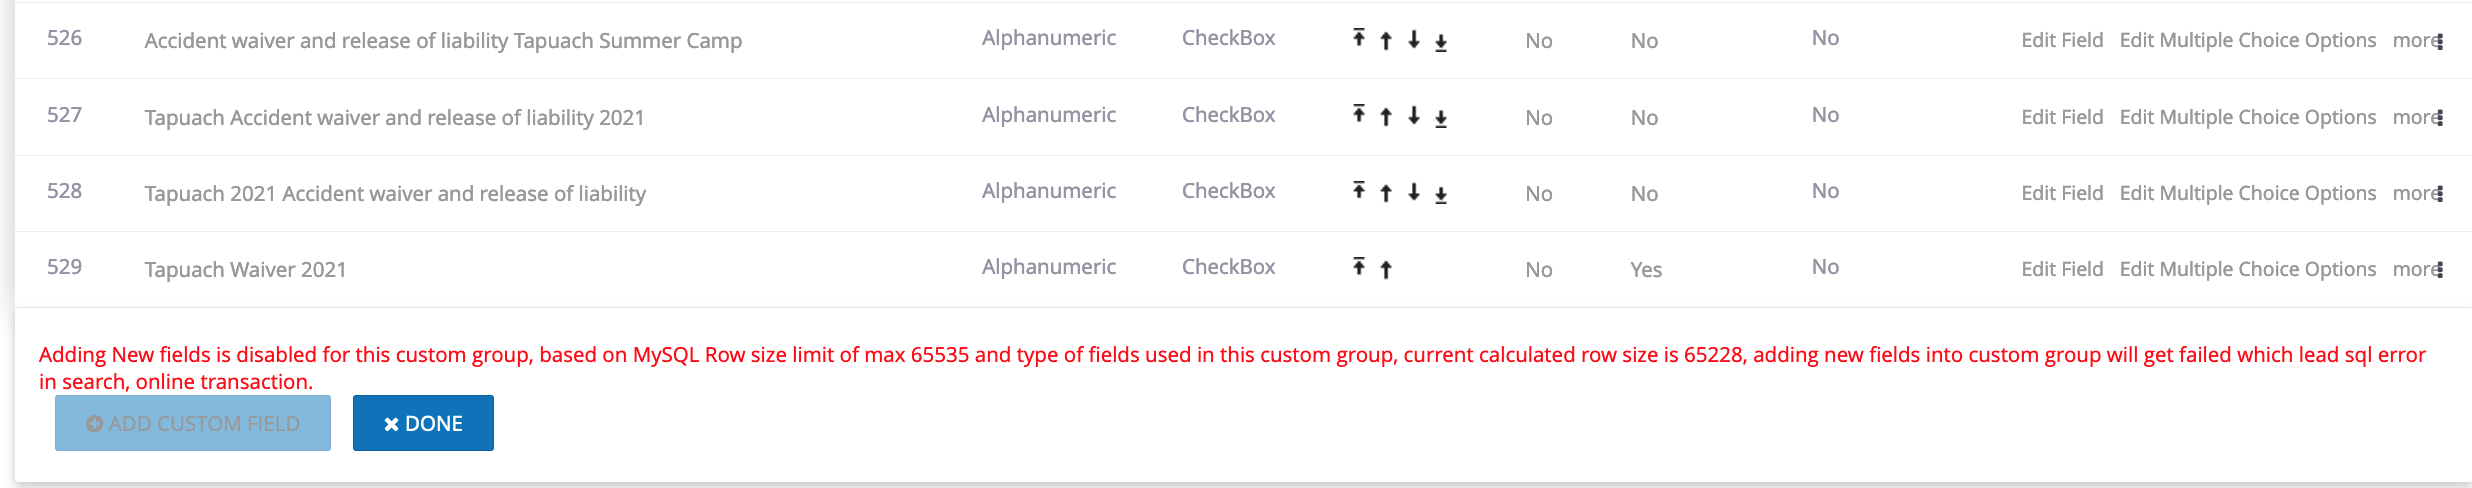 526 Accident waiver and release of liability Tapuach Summer Camp Alphanumeric CheckBox No No No Edit Field Edit Multiple Choice Options more
527 Tapuach Accident waiver and release of liability 2021 Alphanumeric CheckBox No No No Edit Field Edit Multiple Choice Options more
528 Tapuach 2021 Accident waiver and release of liability Alphanumeric CheckBox No No No Edit Field Edit Multiple Choice Options more
529 Tapuach Waiver 2021 Alphanumeric CheckBox No Yes No Edit Field Edit Multiple Choice Options more
Adding New fields is disabled for this custom group, based on MySQL Row size limit of max 65535 and type of fields used in this custom group, current calculated row size is 65228, adding new fields into custom group will get failed which lead sql error
in search, online transaction.
ADD CUSTOM FIELD DONE